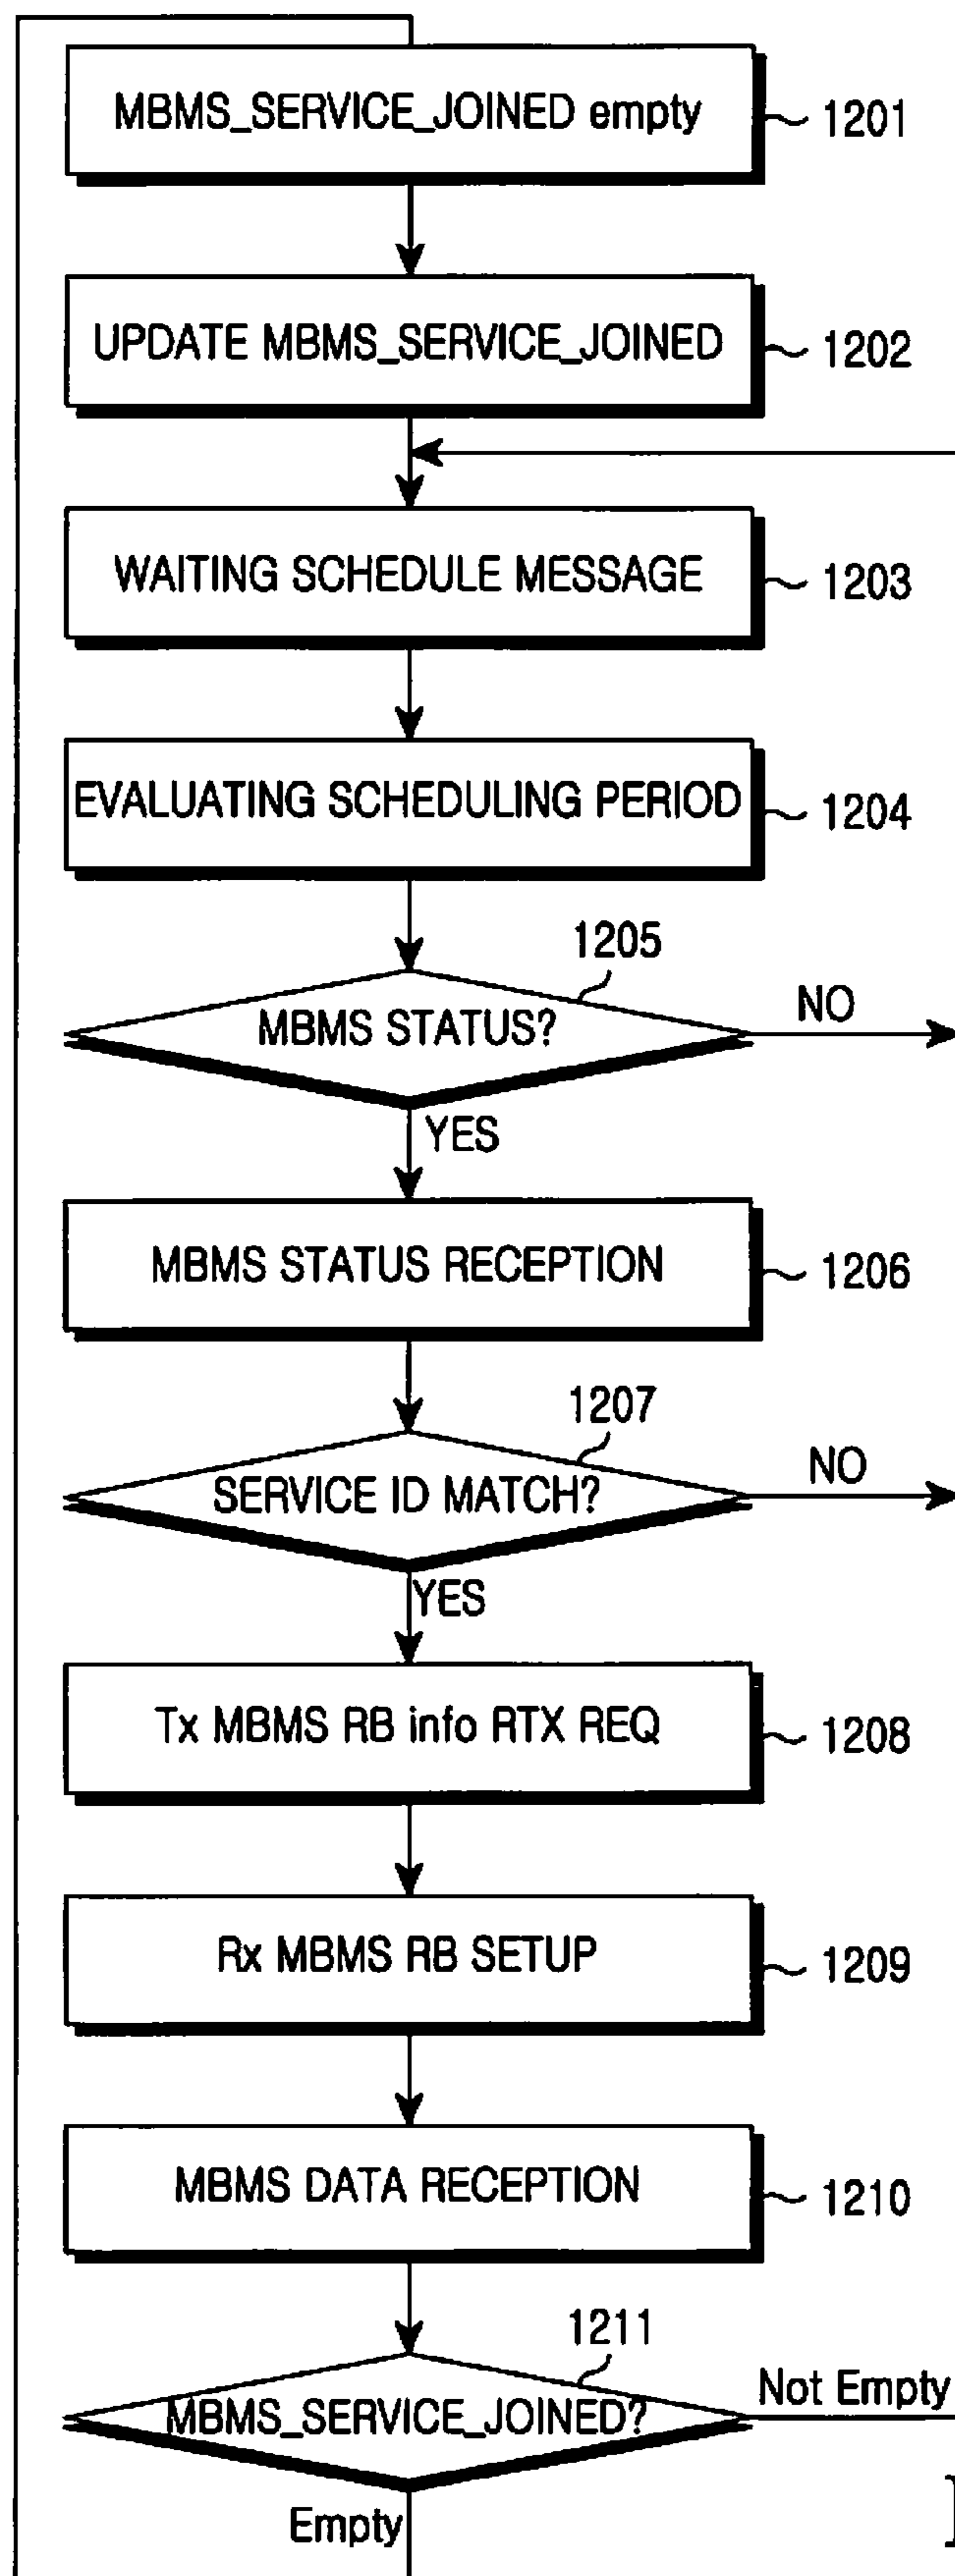 MBMS_SERVICE_JOINED empty
1201
UPDATE MBMS_SERVICE_JOINED
1202
WAITING SCHEDULE MESSAGE
1203
EVALUATING SCHEDULING PERIOD
1204
1205
MBMS STATUS?
NO
YES
MBMS STATUS RECEPTION
1206
1207
SERVICE ID MATCH?
NO
YES
Tx MBMS RB info RTX REQ
1208
Rx MBMS RB SETUP
1209
MBMS DATA RECEPTION
1210
1211
MBMS_SERVICE_JOINED?
Not Empty
Empty